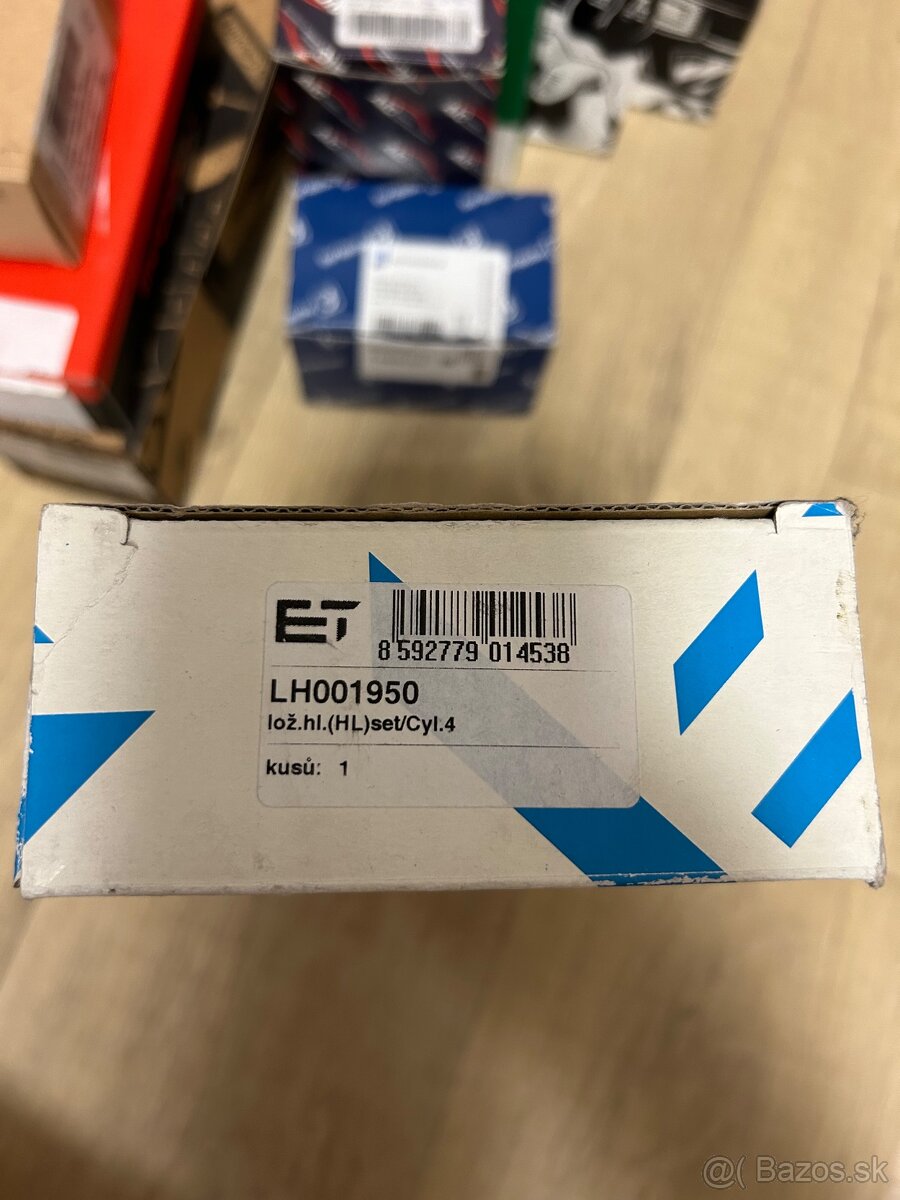 ET
8 592779 014538
LH001950
lož.hl.(HL)set/Cyl.4
kusů: 1
@( Bazos.sk